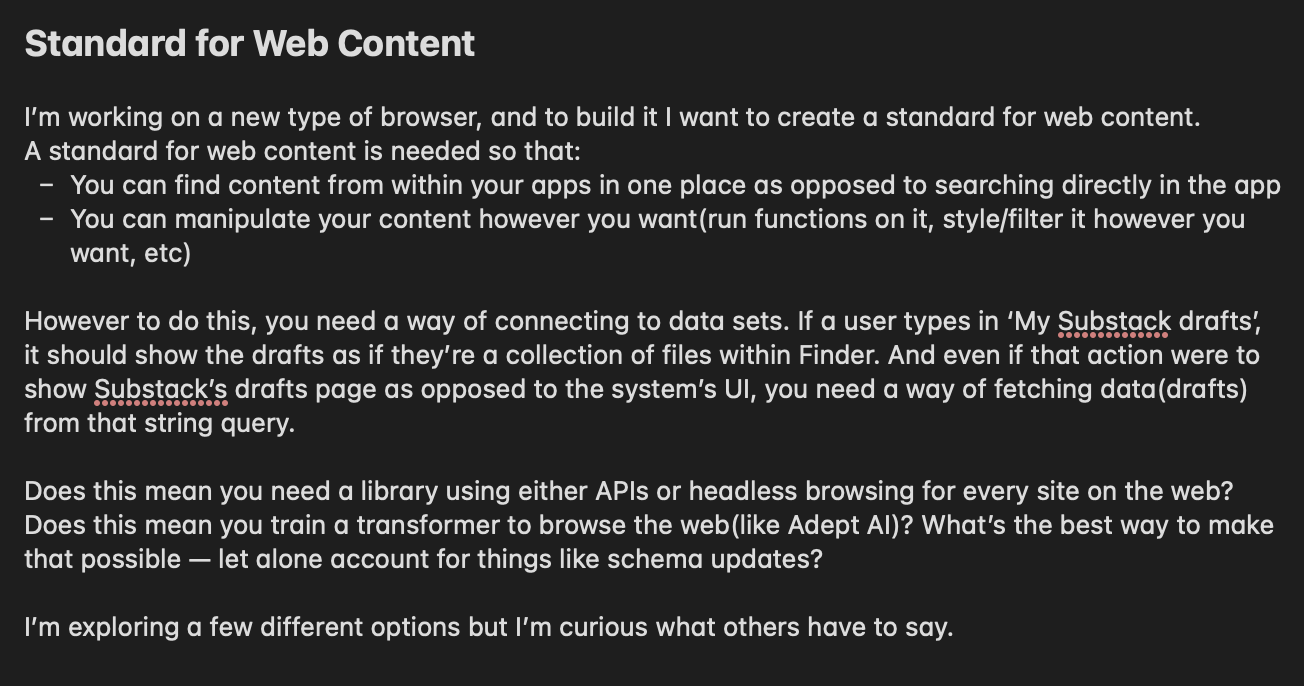 Standard for Web Content
I’m working on a new type of browser, and to build it I want to create a standard for web content.
A standard for web content is needed so that:
– You can find content from within your apps in one place as opposed to searching directly in the app
– You can manipulate your content however you want(run functions on it, style/filter it however you
want, etc)
However to do this, you need a way of connecting to data sets. If a user types in ‘My Substack drafts’,
it should show the drafts as if they’re a collection of files within Finder. And even if that action were to
show Substack’s drafts page as opposed to the system’s UI, you need a way of fetching data(drafts)
from that string query.
Does this mean you need a library using either APIs or headless browsing for every site on the web?
Does this mean you train a transformer to browse the web(like Adept AI)? What’s the best way to make
that possible — let alone account for things like schema updates?
I’m exploring a few different options but I’m curious what others have to say.